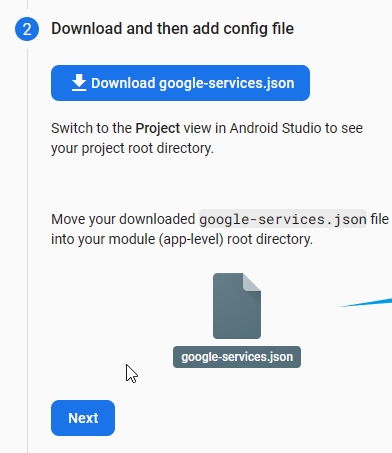 2 Download and then add config file
Download google-services.json
Switch to the Project view in Android Studio to see
your project root directory.
Move your downloaded google-services.json file
into your module (app-level) root directory.
google-services.json
Next